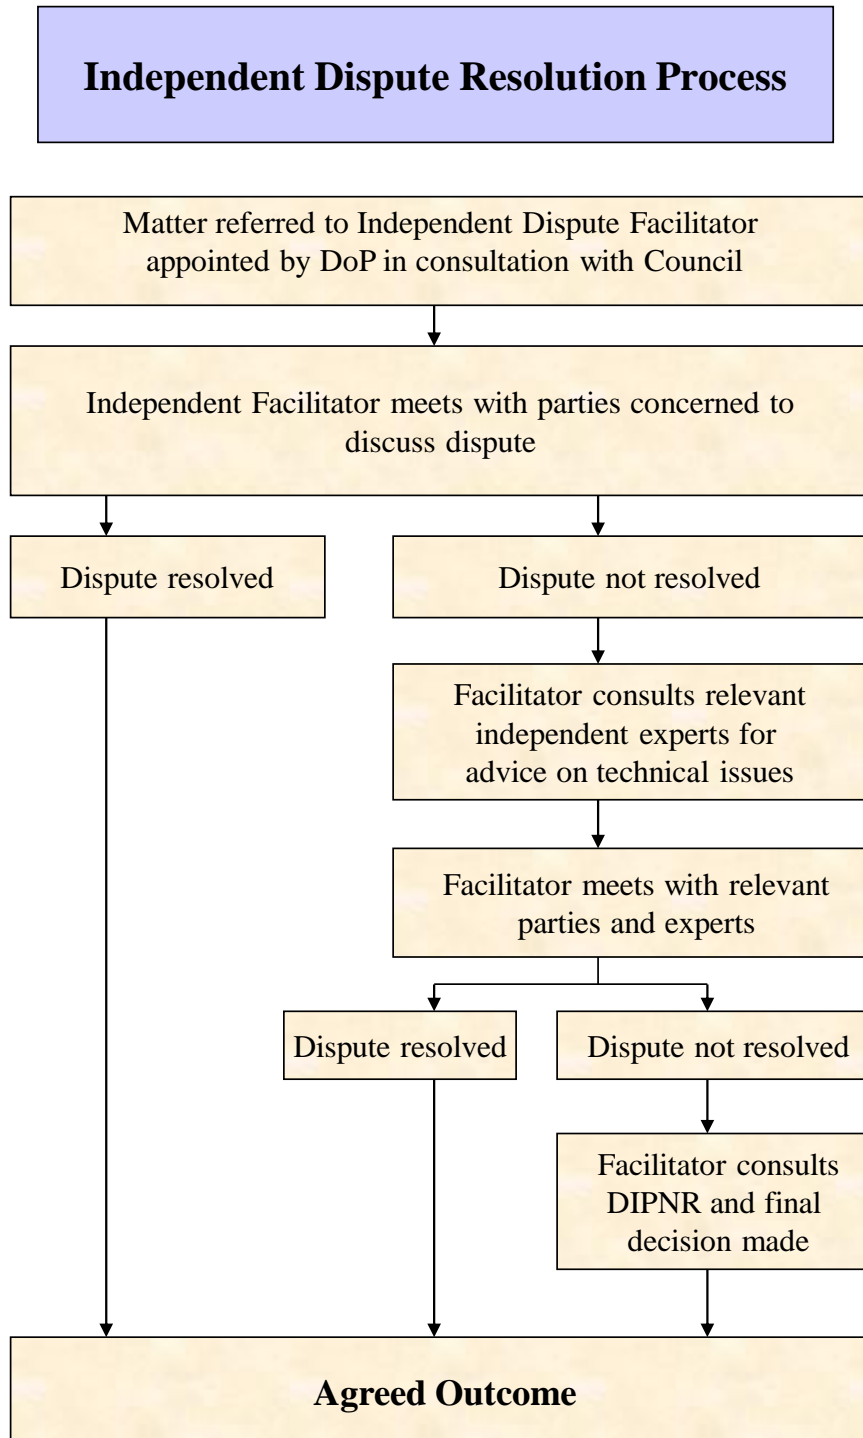 Independent Dispute Resolution Process
Matter referred to Independent Dispute Facilitator
appointed by DoP in consultation with Council
Independent Facilitator meets with parties concerned to
discuss dispute
Dispute resolved
Dispute not resolved
Facilitator consults relevant
independent experts for
advice on technical issues
Facilitator meets with relevant
parties and experts
Dispute resolved
Dispute not resolved
Facilitator consults
DIPNR and final
decision made
Agreed Outcome